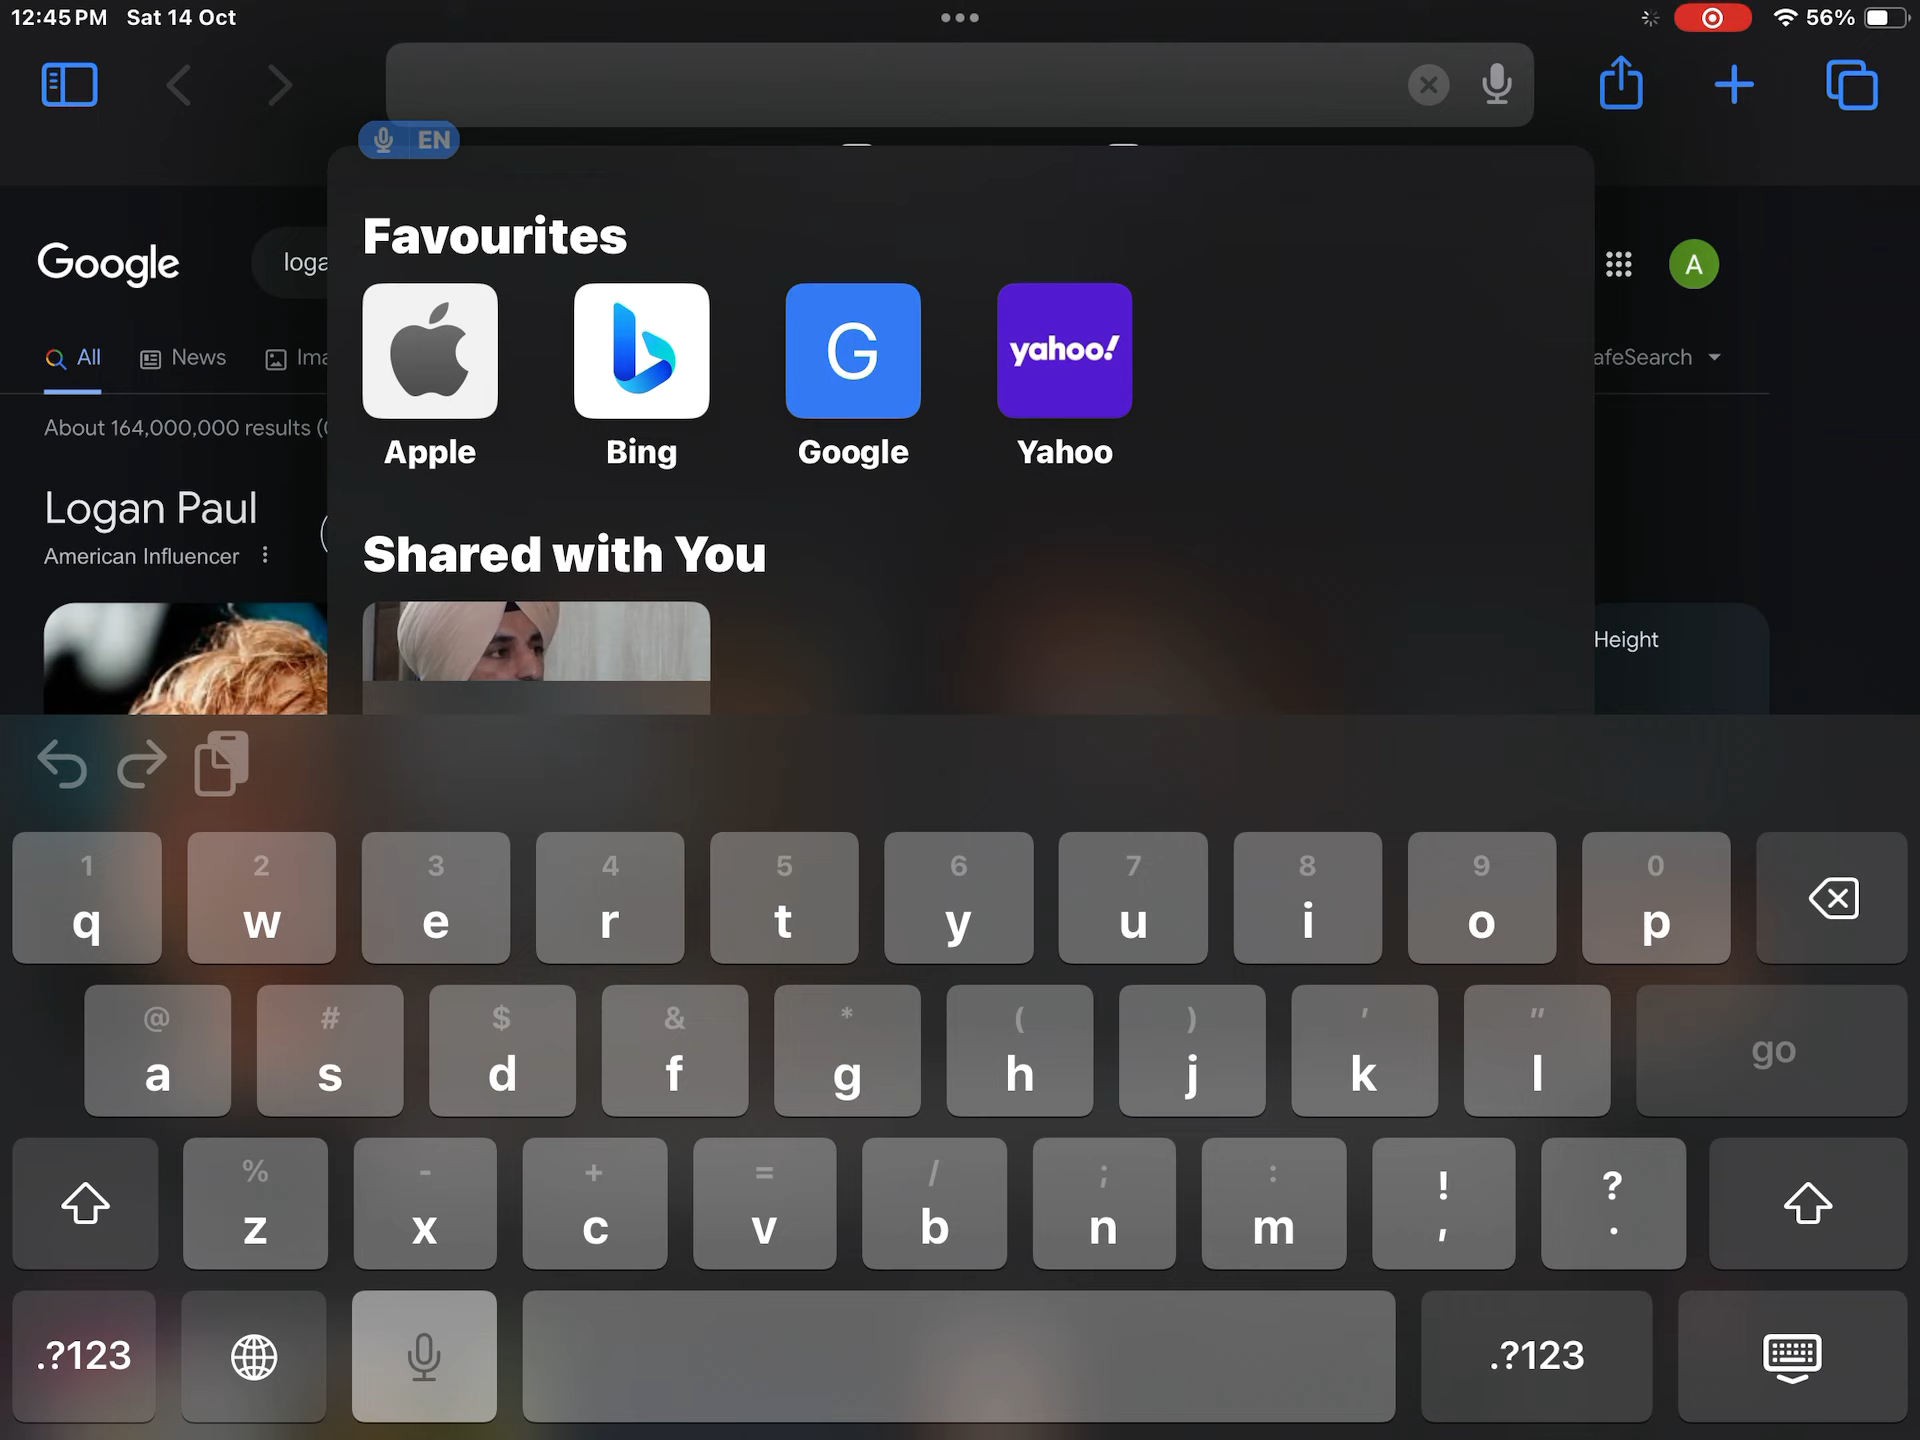 12:45 PM Sat 14 Oct
56%
EN
Favourites
Google
loga
A
All
News
Ima
afeSearch
G
yahoo!
Apple
Bing
Google
Yahoo
About 164,000,000 results (
Logan Paul
American Influencer
Shared with You
Height
1 2 3 4 5 6 7 8 9 0
q w e r t y u i o p
@ # $ & * ( ) ' "
a s d f g h j k l go
% - + = / ; : ! ?
z x c v b n m , .
.?123 .?123